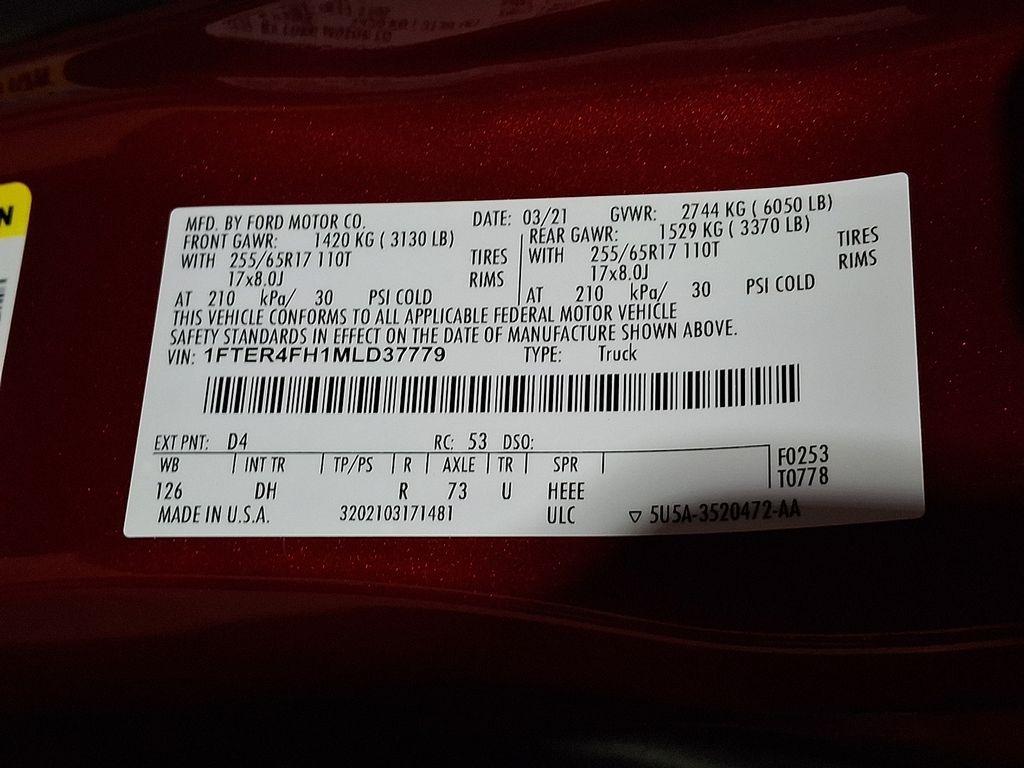 MFD. BY FORD MOTOR CO. DATE: 03/21 GVWR: 2744 KG ( 6050 LB)
FRONT GAWR: 1420 KG ( 3130 LB) REAR GAWR: 1529 KG ( 3370 LB)
WITH 255/65R17 110T TIRES WITH 255/65R17 110T TIRES
17x8.0J RIMS 17x8.0J RIMS
AT 210 kPa/ 30 PSI COLD AT 210 kPa/ 30 PSI COLD
THIS VEHICLE CONFORMS TO ALL APPLICABLE FEDERAL MOTOR VEHICLE
SAFETY STANDARDS IN EFFECT ON THE DATE OF MANUFACTURE SHOWN ABOVE.
VIN: 1FTER4FH1MLD37779 TYPE: Truck
EXT PNT: D4 RC: 53 DSO:
WB INT TR TP/PS R AXLE TR SPR F0253
T0778
126 DH R 73 U HEEE
MADE IN U.S.A. 3202103171481 ULC ▽ 5U5A-3520472-AA
N